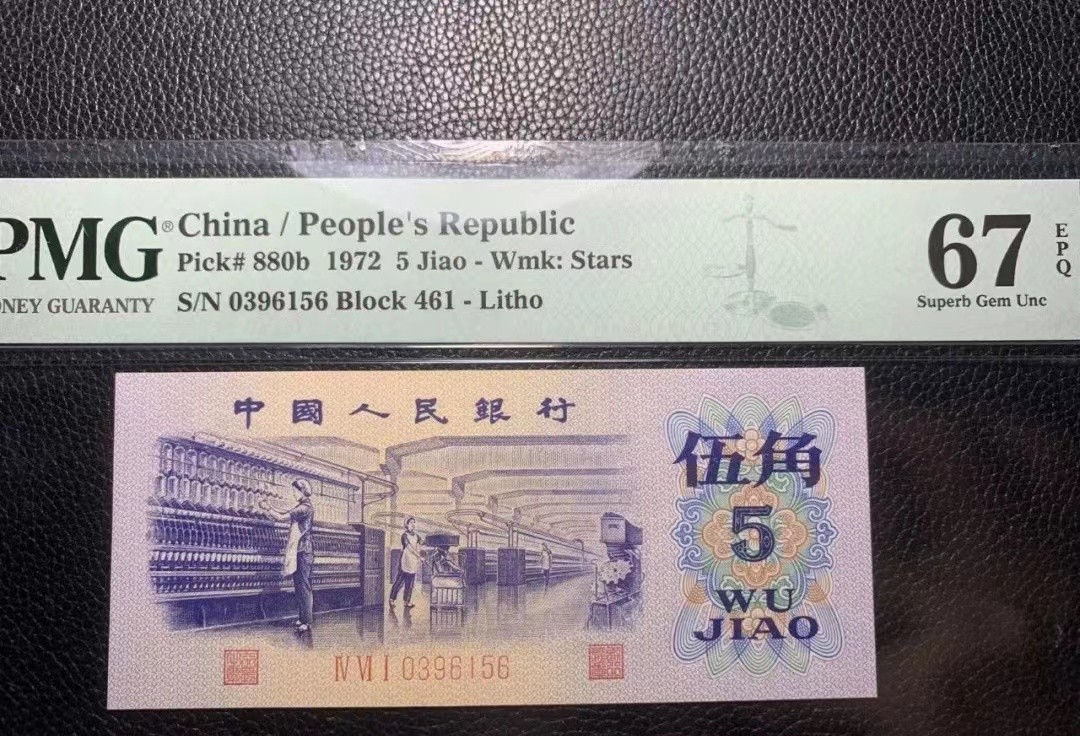 PMG® China / People's Republic
Pick# 880b 1972 5 Jiao - Wmk: Stars
S/N 0396156 Block 461 - Litho
NEY GUARANTY
67
EPQ
Superb Gem Unc
中國人民銀行
伍角
5
WU
JIAO
Ⅳ Ⅵ Ⅰ 0396156